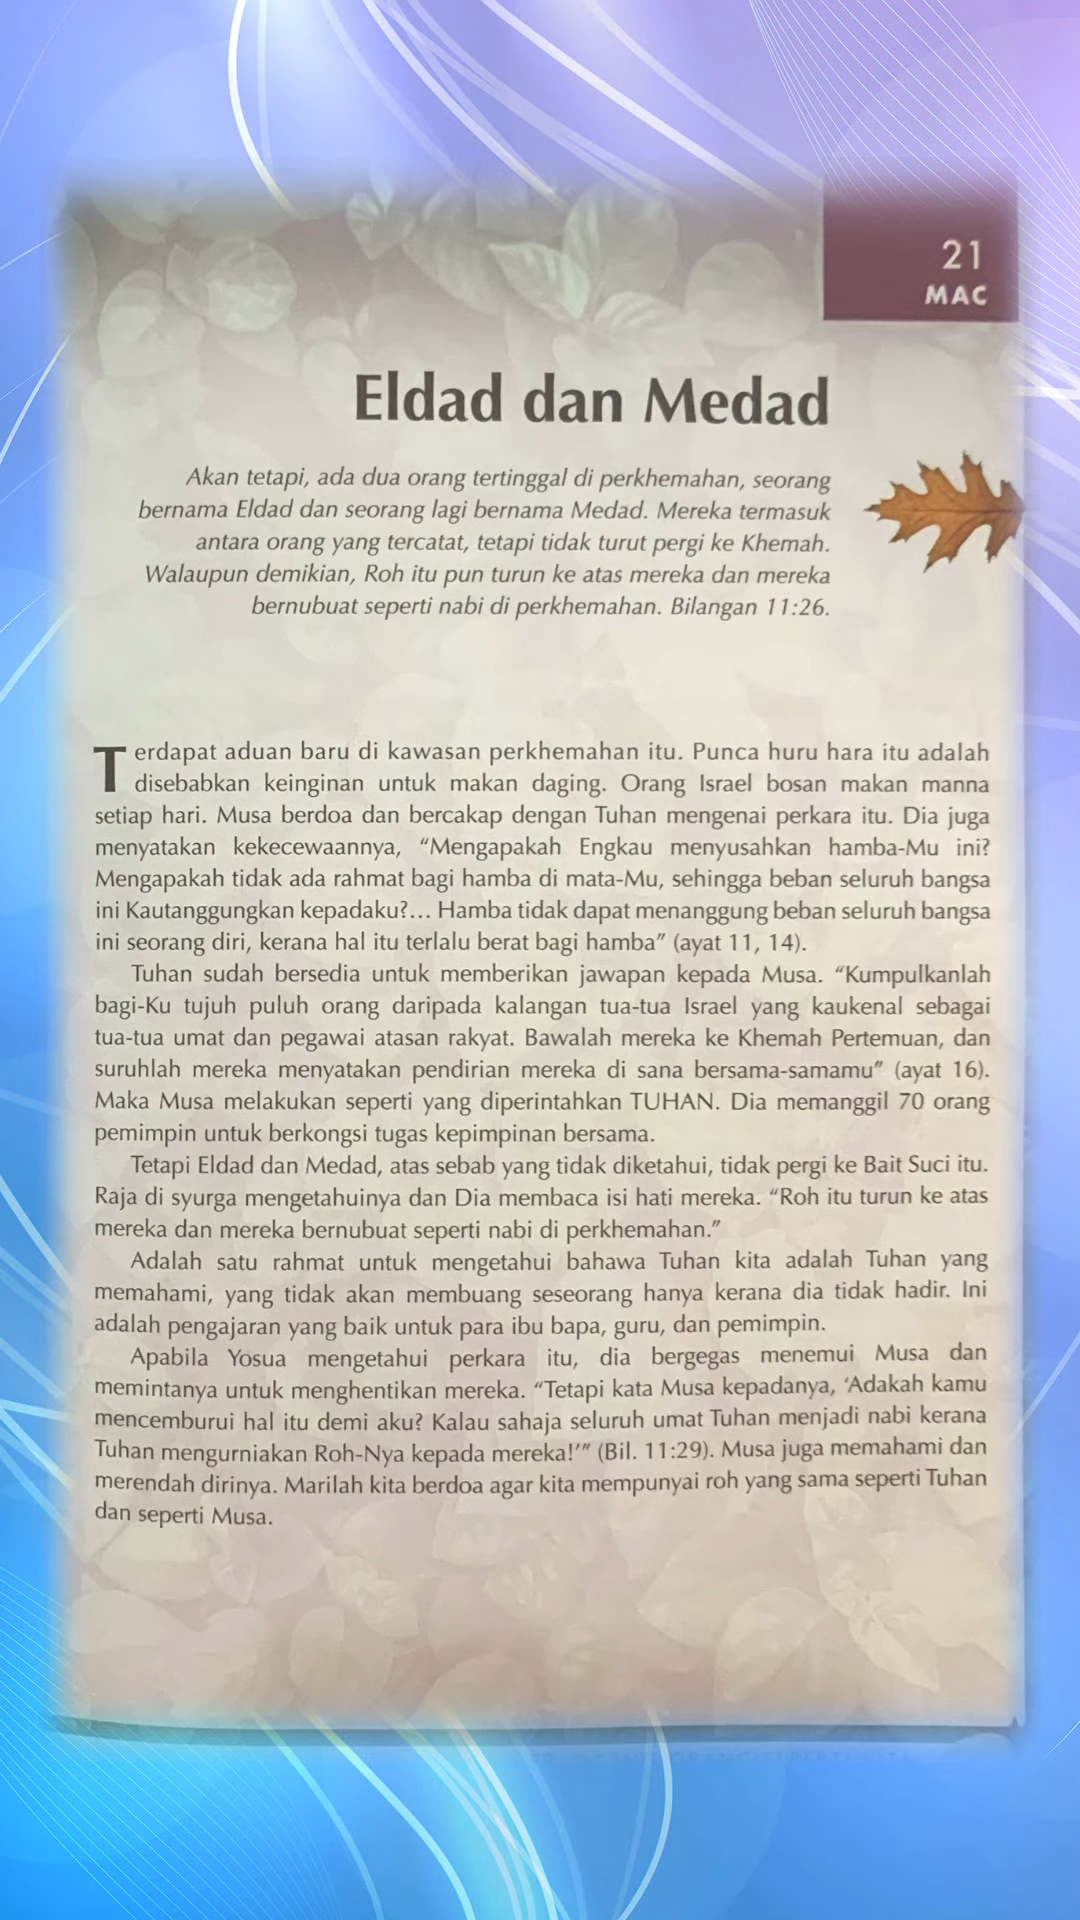 21
MAC
Eldad dan Medad
Akan tetapi, ada dua orang tertinggal di perkhemahan, seorang
bernama Eldad dan seorang lagi bernama Medad. Mereka termasuk
antara orang yang tercatat, tetapi tidak turut pergi ke Khemah.
Walaupun demikian, Roh itu pun turun ke atas mereka dan mereka
bernubuat seperti nabi di perkhemahan. Bilangan 11:26.
Terdapat aduan baru di kawasan perkhemahan itu. Punca huru hara itu adalah
disebabkan keinginan untuk makan daging. Orang Israel bosan makan manna
setiap hari. Musa berdoa dan bercakap dengan Tuhan mengenai perkara itu. Dia juga
menyatakan kekecewaannya, “Mengapakah Engkau menyusahkan hamba-Mu ini?
Mengapakah tidak ada rahmat bagi hamba di mata-Mu, sehingga beban seluruh bangsa
ini Kautanggungkan kepadaku?... Hamba tidak dapat menanggung beban seluruh bangsa
ini seorang diri, kerana hal itu terlalu berat bagi hamba” (ayat 11, 14).
Tuhan sudah bersedia untuk memberikan jawapan kepada Musa. “Kumpulkanlah
bagi-Ku tujuh puluh orang daripada kalangan tua-tua Israel yang kaukenal sebagai
tua-tua umat dan pegawai atasan rakyat. Bawalah mereka ke Khemah Pertemuan, dan
suruhlah mereka menyatakan pendirian mereka di sana bersama-samamu” (ayat 16).
Maka Musa melakukan seperti yang diperintahkan TUHAN. Dia memanggil 70 orang
pemimpin untuk berkongsi tugas kepimpinan bersama.
Tetapi Eldad dan Medad, atas sebab yang tidak diketahui, tidak pergi ke Bait Suci itu.
Raja di syurga mengetahuinya dan Dia membaca isi hati mereka. “Roh itu turun ke atas
mereka dan mereka bernubuat seperti nabi di perkhemahan.”
Adalah satu rahmat untuk mengetahui bahawa Tuhan kita adalah Tuhan yang
memahami, yang tidak akan membuang seseorang hanya kerana dia tidak hadir. Ini
adalah pengajaran yang baik untuk para ibu bapa, guru, dan pemimpin.
Apabila Yosua mengetahui perkara itu, dia bergegas menemui Musa dan
memintanya untuk menghentikan mereka. “Tetapi kata Musa kepadanya, ‘Adakah kamu
mencemburui hal itu demi aku? Kalau sahaja seluruh umat Tuhan menjadi nabi kerana
Tuhan mengurniakan Roh-Nya kepada mereka!’” (Bil. 11:29). Musa juga memahami dan
merendah dirinya. Marilah kita berdoa agar kita mempunyai roh yang sama seperti Tuhan
dan seperti Musa.